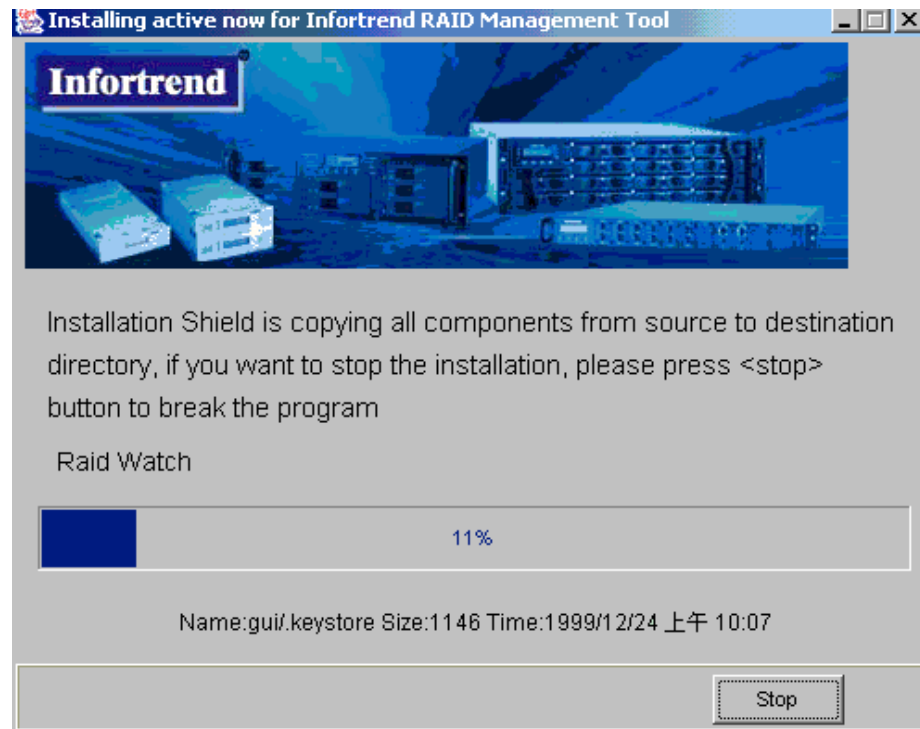 Installing active now for Infortrend RAID Management Tool
Infortrend
Installation Shield is copying all components from source to destination
directory, if you want to stop the installation, please press <stop>
button to break the program
Raid Watch
11%
Name:gui/.keystore Size:1146 Time:1999/12/24 上午 10:07
Stop